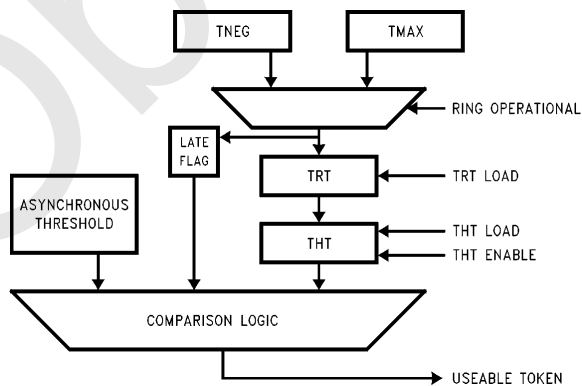 TNEG
TMAX
RING OPERATIONAL
LATE
FLAG
TRT
TRT LOAD
ASYNCHRONOUS
THRESHOLD
THT
THT LOAD
THT ENABLE
COMPARISON LOGIC
USEABLE TOKEN